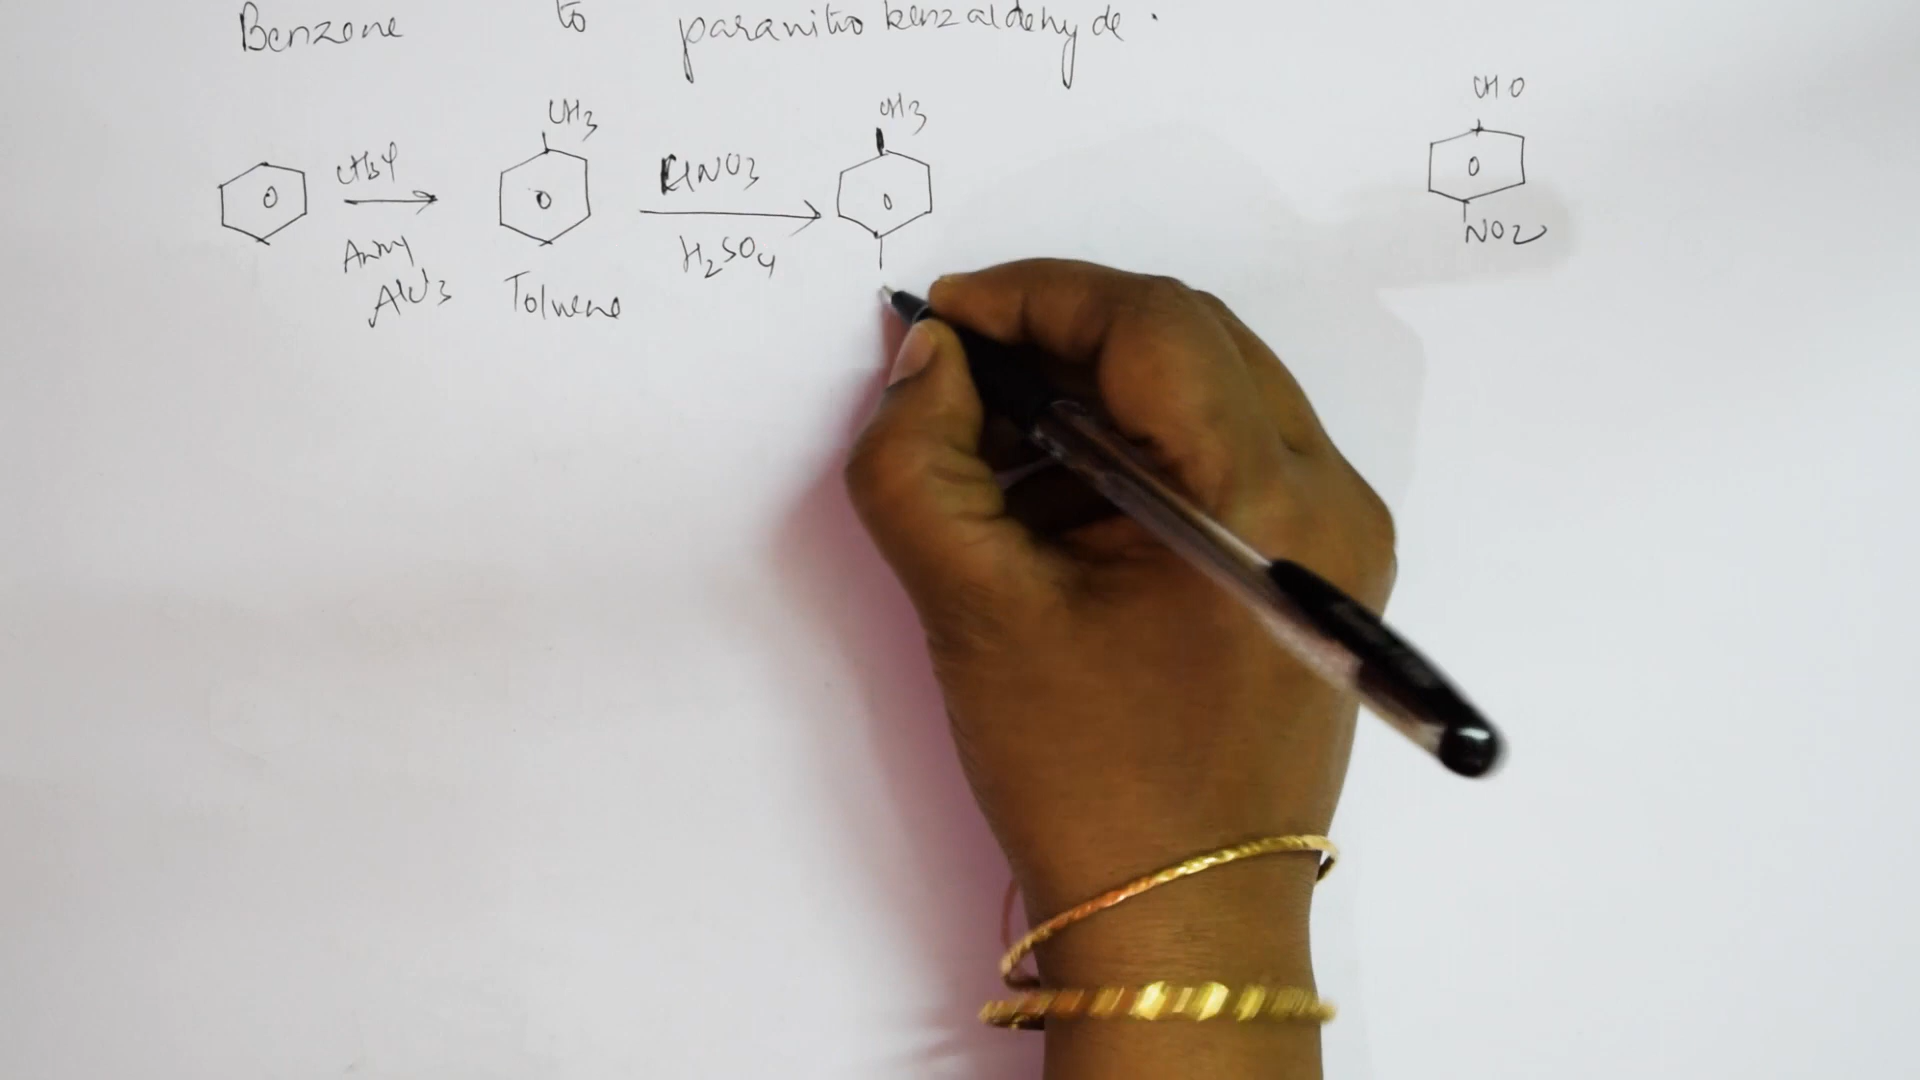 Benzene to paranitro benzaldehyde.
CH3 CH3 CHO
CH3Cl HNO3
Anhy H2SO4 NO2
AlCl3 Toluene